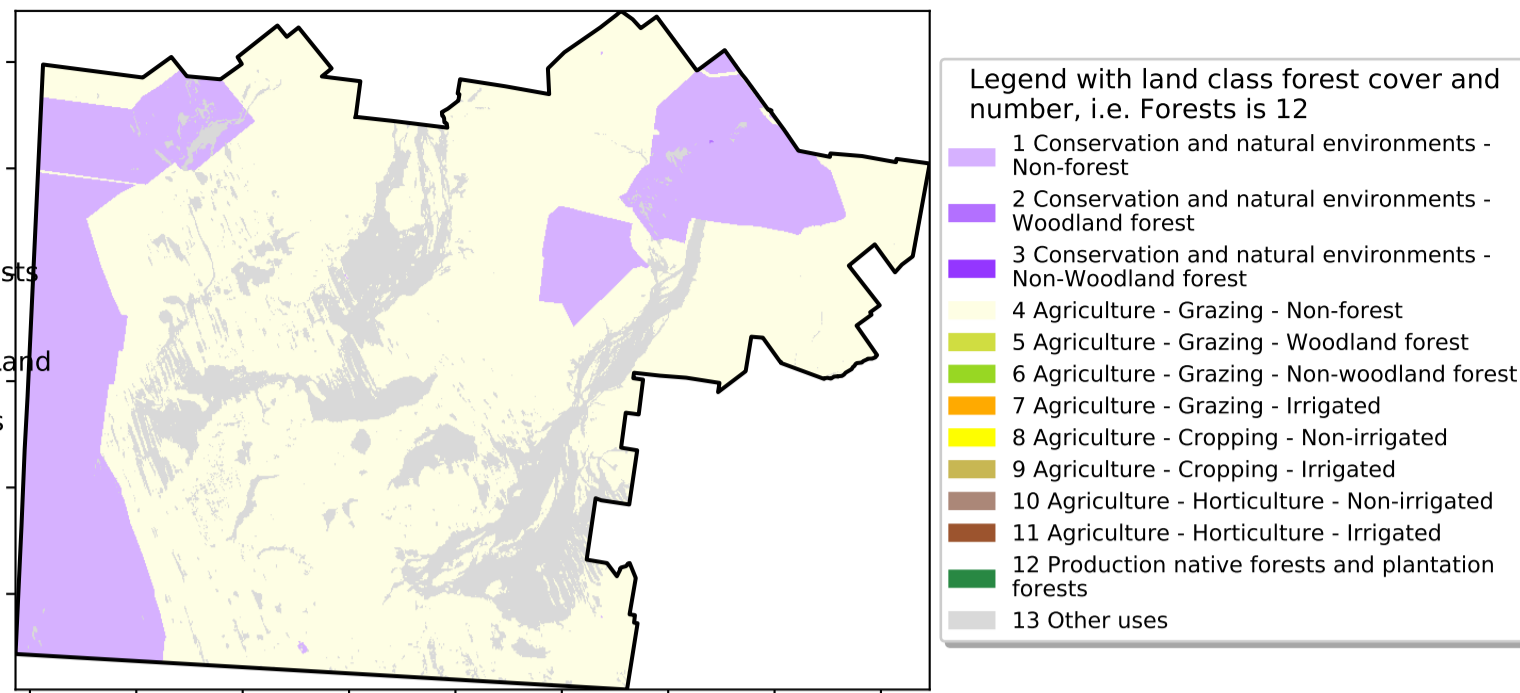 Legend with land class forest cover and
number, i.e. Forests is 12
1 Conservation and natural environments -
Non-forest
2 Conservation and natural environments -
Woodland forest
3 Conservation and natural environments -
Non-Woodland forest
4 Agriculture - Grazing - Non-forest
5 Agriculture - Grazing - Woodland forest
6 Agriculture - Grazing - Non-woodland forest
7 Agriculture - Grazing - Irrigated
8 Agriculture - Cropping - Non-irrigated
9 Agriculture - Cropping - Irrigated
10 Agriculture - Horticulture - Non-irrigated
11 Agriculture - Horticulture - Irrigated
12 Production native forests and plantation
forests
13 Other uses